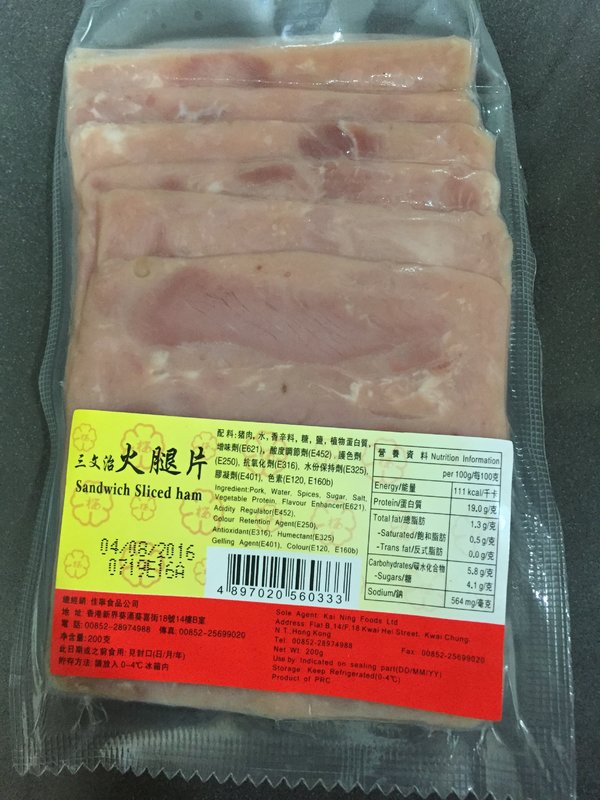 三文治火腿片
Sandwich Sliced ham
04/08/2016
0719E16A
配料:豬肉, 水, 香辛料, 糖, 鹽, 植物蛋白質,
增味劑(E621), 酸度調節劑(E452) 護色劑
(E250), 抗氧化劑(E316), 水份保持劑(E325),
膠凝劑(E401), 色素(E120, E160b)
Ingredient:Pork, Water, Spices, Sugar, Salt,
Vegetable Protein, Flavour Enhancer(E621),
Acidity Regulator(E452),
Colour Retention Agent(E250),
Antioxidant(E316), Humectant(E325)
Gelling Agent(E401), Colour(E120, E160b)
營養資料 Nutrition Information
per 100g/每100克
Energy/能量 111 kcal/千卡
Protein/蛋白質 19.0 g/克
Total fat/總脂肪 1.3 g/克
-Saturated/飽和脂肪 0.5 g/克
-Trans fat/反式脂肪 0.0 g/克
Carbohydrates/碳水化合物 5.8 g/克
-Sugars/糖 4.1 g/克
Sodium/鈉 564 mg/毫克
4 897020 560333
總經銷: 佳寧食品公司
地 址: 香港新界葵涌葵喜街18號14樓B室
電 話: 00852-28974988 傳真: 00852-25699020
淨含量: 200克
此日期或之前食用: 見封口(日/月/年)
貯存方法: 請放入 0-4℃ 冰箱內
Sole Agent: Kai Ning Foods Ltd
Address: Flat B,14/F,18 Kwai Hei Street, Kwai Chung,
N.T.,Hong Kong
Tel: 00852-28974988 Fax: 00852-25699020
Net Wt. 200g
Use by: Indicated on sealing part(DD/MM/YY)
Storage: Keep Refrigerated(0-4℃)
Product of PRC